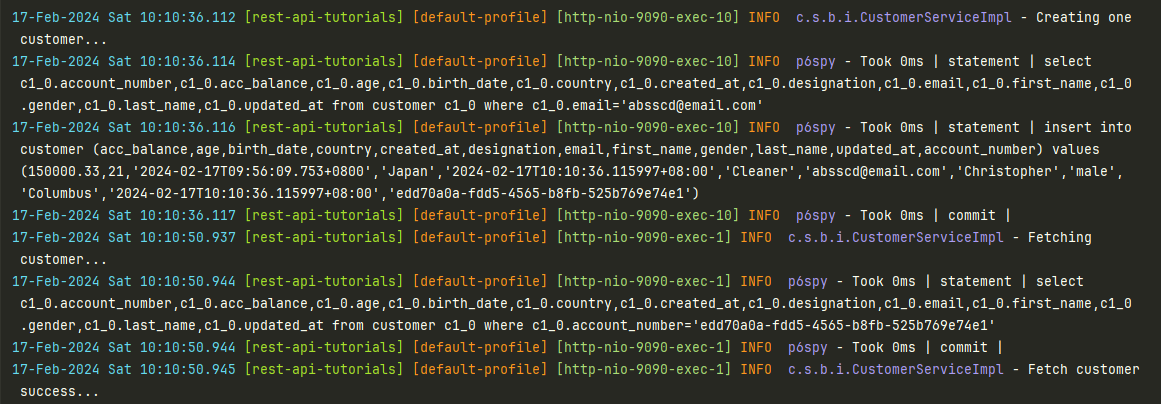 17-Feb-2024 Sat 10:10:36.112 [rest-api-tutorials] [default-profile] [http-nio-9090-exec-10] INFO  c.s.b.i.CustomerServiceImpl - Creating one
customer...
17-Feb-2024 Sat 10:10:36.114 [rest-api-tutorials] [default-profile] [http-nio-9090-exec-10] INFO  p6spy - Took 0ms | statement | select
c1_0.account_number,c1_0.acc_balance,c1_0.age,c1_0.birth_date,c1_0.country,c1_0.created_at,c1_0.designation,c1_0.email,c1_0.first_name,c1_0
.gender,c1_0.last_name,c1_0.updated_at from customer c1_0 where c1_0.email='absscd@email.com'
17-Feb-2024 Sat 10:10:36.116 [rest-api-tutorials] [default-profile] [http-nio-9090-exec-10] INFO  p6spy - Took 0ms | statement | insert into
customer (acc_balance,age,birth_date,country,created_at,designation,email,first_name,gender,last_name,updated_at,account_number) values
(150000.33,21,'2024-02-17T09:56:09.753+0800','Japan','2024-02-17T10:10:36.115997+08:00','Cleaner','absscd@email.com','Christopher','male',
'Columbus','2024-02-17T10:10:36.115997+08:00','edd70a0a-fdd5-4565-b8fb-525b769e74e1')
17-Feb-2024 Sat 10:10:36.117 [rest-api-tutorials] [default-profile] [http-nio-9090-exec-10] INFO  p6spy - Took 0ms | commit |
17-Feb-2024 Sat 10:10:50.937 [rest-api-tutorials] [default-profile] [http-nio-9090-exec-1] INFO  c.s.b.i.CustomerServiceImpl - Fetching
customer...
17-Feb-2024 Sat 10:10:50.944 [rest-api-tutorials] [default-profile] [http-nio-9090-exec-1] INFO  p6spy - Took 0ms | statement | select
c1_0.account_number,c1_0.acc_balance,c1_0.age,c1_0.birth_date,c1_0.country,c1_0.created_at,c1_0.designation,c1_0.email,c1_0.first_name,c1_0
.gender,c1_0.last_name,c1_0.updated_at from customer c1_0 where c1_0.account_number='edd70a0a-fdd5-4565-b8fb-525b769e74e1'
17-Feb-2024 Sat 10:10:50.944 [rest-api-tutorials] [default-profile] [http-nio-9090-exec-1] INFO  p6spy - Took 0ms | commit |
17-Feb-2024 Sat 10:10:50.945 [rest-api-tutorials] [default-profile] [http-nio-9090-exec-1] INFO  c.s.b.i.CustomerServiceImpl - Fetch customer
success...